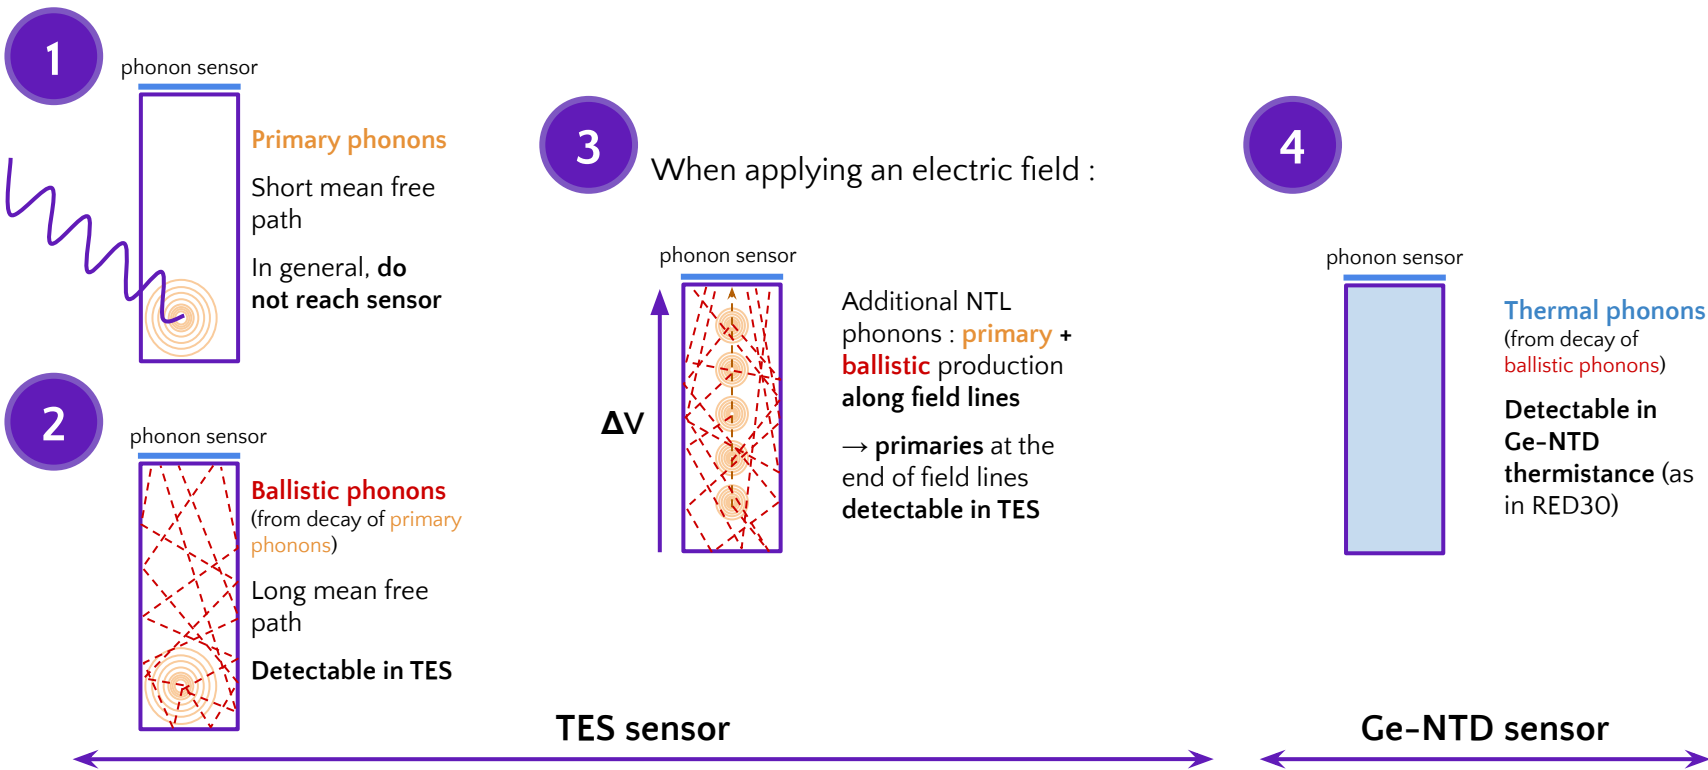 1
phonon sensor
Primary phonons
Short mean free
path
In general, do
not reach sensor
2
phonon sensor
Ballistic phonons
(from decay of primary
phonons)
Long mean free
path
Detectable in TES
3
When applying an electric field :
phonon sensor
ΔV
Additional NTL
phonons : primary +
ballistic production
along field lines
→ primaries at the
end of field lines
detectable in TES
4
phonon sensor
Thermal phonons
(from decay of
ballistic phonons)
Detectable in
Ge-NTD
thermistance (as
in RED30)
TES sensor
Ge-NTD sensor